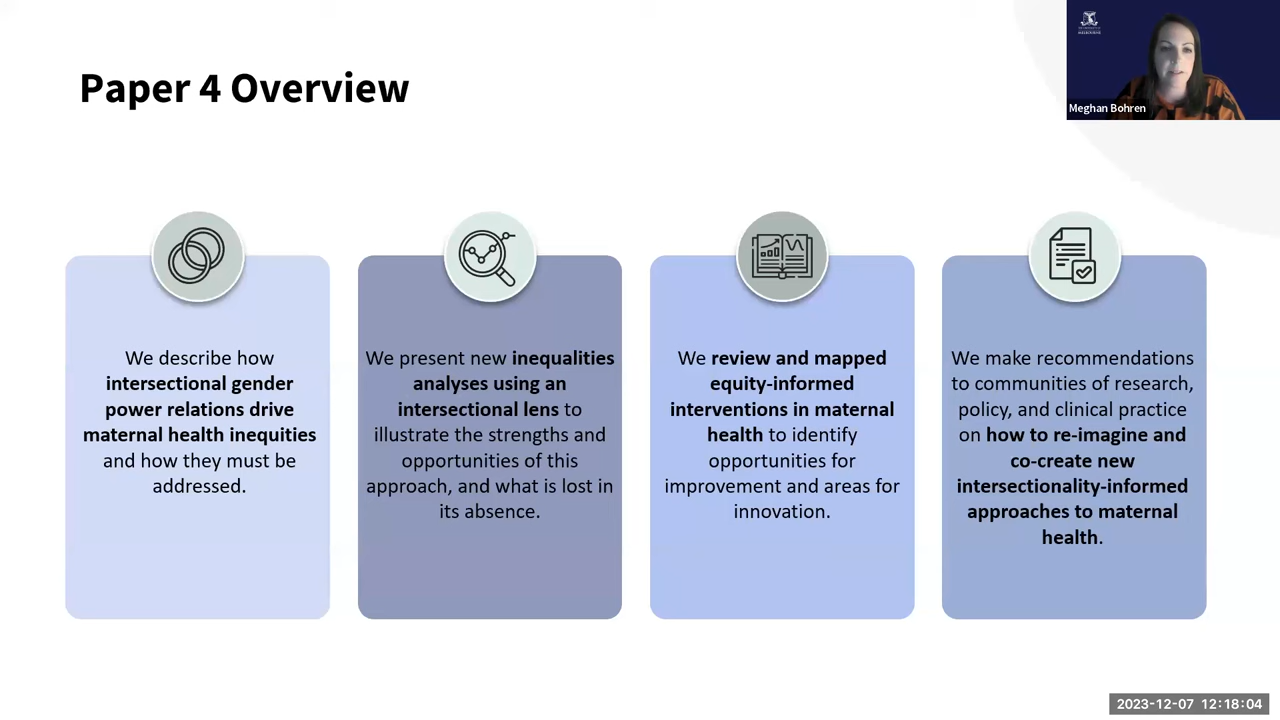 Paper 4 Overview
MELBOURNE
Meghan Bohren
We describe how
intersectional gender
power relations drive
maternal health inequities
and how they must be
addressed.
We present new inequalities
analyses using an
intersectional lens to
illustrate the strengths and
opportunities of this
approach, and what is lost in
its absence.
We review and mapped
equity-informed
interventions in maternal
health to identify
opportunities for
improvement and areas for
innovation.
We make recommendations
to communities of research,
policy, and clinical practice
on how to re-imagine and
co-create new
intersectionality-informed
approaches to maternal
health.
2023-12-07 12:18:04